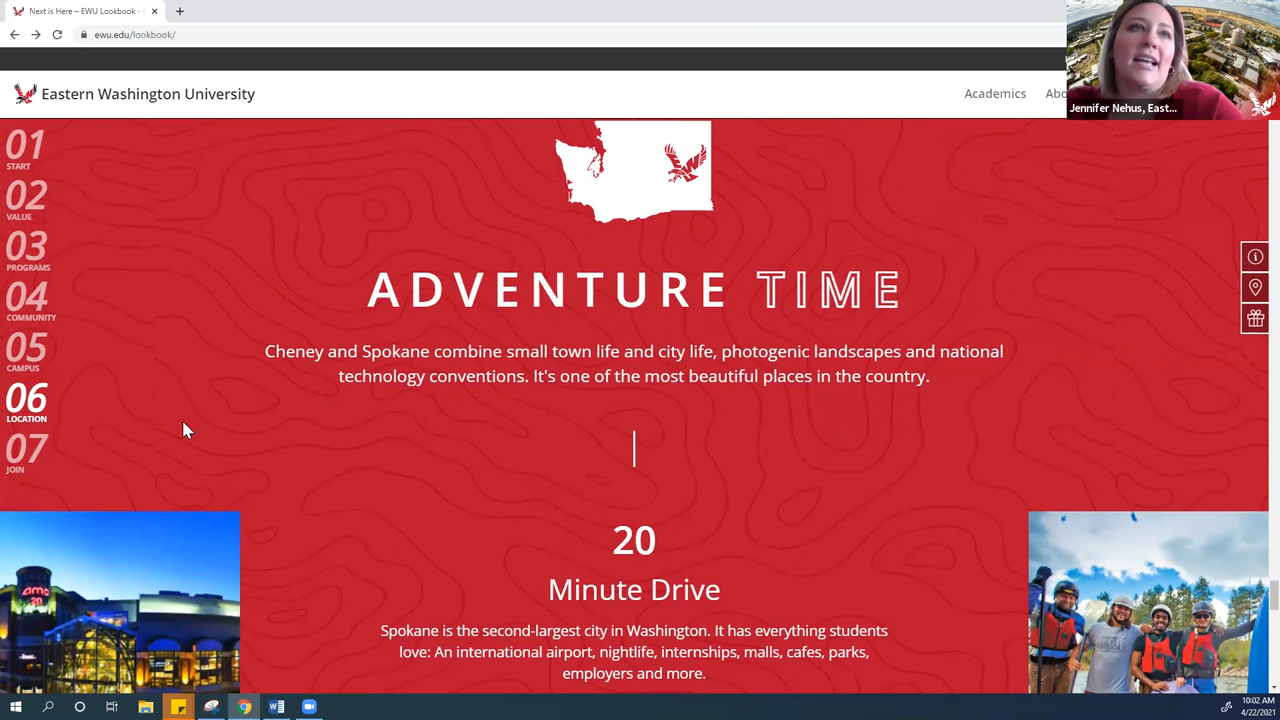 Next is Here – EWU Lookbook - E
ewu.edu/lookbook/
Jennifer Nehus, East...
Eastern Washington University
Academics
Abo
01
START
02
VALUE
03
PROGRAMS
04
COMMUNITY
05
CAMPUS
06
LOCATION
07
JOIN
ADVENTURE TIME
Cheney and Spokane combine small town life and city life, photogenic landscapes and national
technology conventions. It's one of the most beautiful places in the country.
20
Minute Drive
Spokane is the second-largest city in Washington. It has everything students
love: An international airport, nightlife, internships, malls, cafes, parks,
employers and more.
amc
20
10:02 AM
4/22/2021